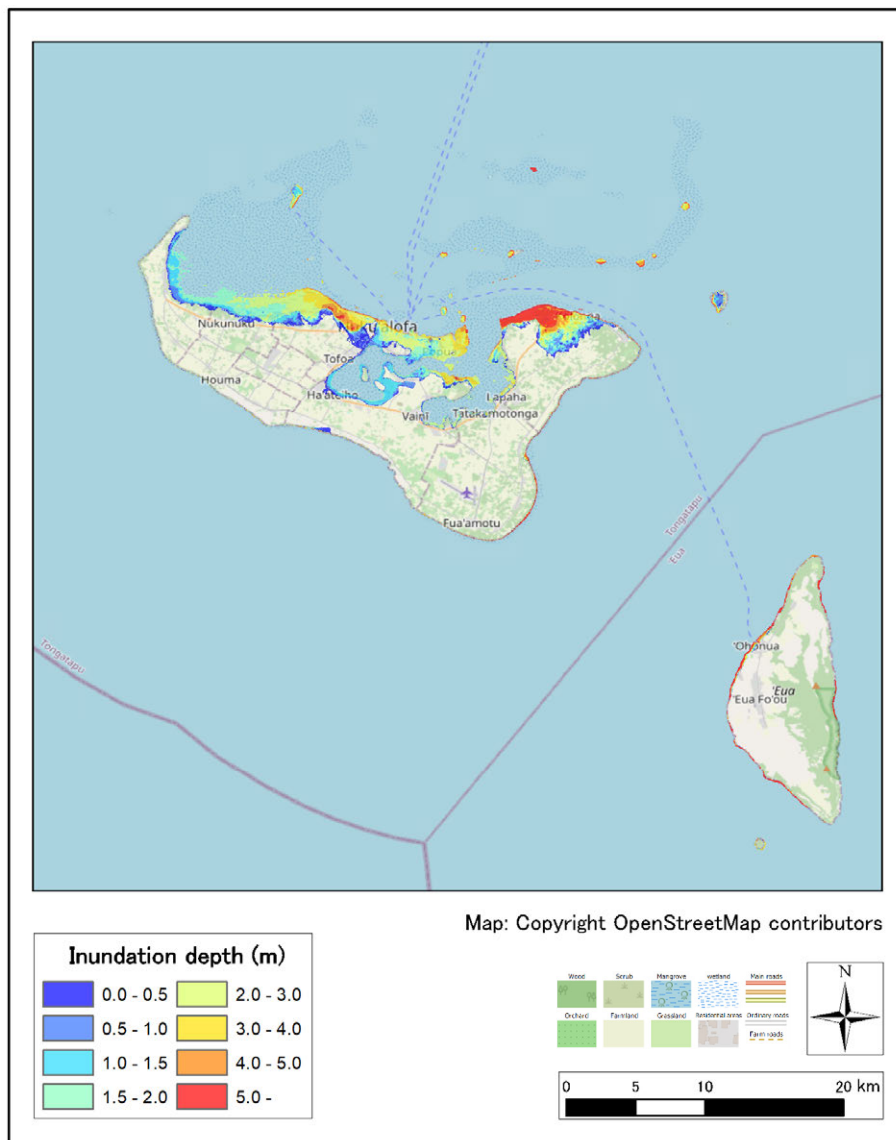 Nuku'alofa
Nukunuku
Tofoa
Houma
Ha'ateiho
Vaini
Lapaha
Tatakamotonga
Fua'amotu
Tongatapu
Eua
Tongatapu
'Ohonua
'Eua
'Eua Fo'ou
Map: Copyright OpenStreetMap contributors
Inundation depth (m)
0.0 - 0.5
0.5 - 1.0
1.0 - 1.5
1.5 - 2.0
2.0 - 3.0
3.0 - 4.0
4.0 - 5.0
5.0 -
Wood Scrub Mangrove wetland Main roads
Orchard Farmland Grassland Residential areas Ordinary roads
Farm roads
N
0 5 10 20 km